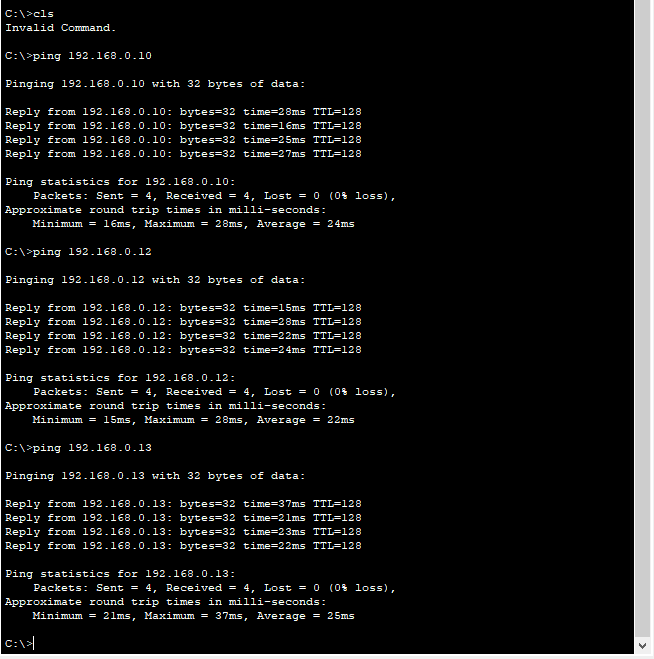 C:\>cls
Invalid Command.
C:\>ping 192.168.0.10
Pinging 192.168.0.10 with 32 bytes of data:
Reply from 192.168.0.10: bytes=32 time=28ms TTL=128
Reply from 192.168.0.10: bytes=32 time=16ms TTL=128
Reply from 192.168.0.10: bytes=32 time=25ms TTL=128
Reply from 192.168.0.10: bytes=32 time=27ms TTL=128
Ping statistics for 192.168.0.10:
    Packets: Sent = 4, Received = 4, Lost = 0 (0% loss),
Approximate round trip times in milli-seconds:
    Minimum = 16ms, Maximum = 28ms, Average = 24ms
C:\>ping 192.168.0.12
Pinging 192.168.0.12 with 32 bytes of data:
Reply from 192.168.0.12: bytes=32 time=15ms TTL=128
Reply from 192.168.0.12: bytes=32 time=28ms TTL=128
Reply from 192.168.0.12: bytes=32 time=22ms TTL=128
Reply from 192.168.0.12: bytes=32 time=24ms TTL=128
Ping statistics for 192.168.0.12:
    Packets: Sent = 4, Received = 4, Lost = 0 (0% loss),
Approximate round trip times in milli-seconds:
    Minimum = 15ms, Maximum = 28ms, Average = 22ms
C:\>ping 192.168.0.13
Pinging 192.168.0.13 with 32 bytes of data:
Reply from 192.168.0.13: bytes=32 time=37ms TTL=128
Reply from 192.168.0.13: bytes=32 time=21ms TTL=128
Reply from 192.168.0.13: bytes=32 time=23ms TTL=128
Reply from 192.168.0.13: bytes=32 time=22ms TTL=128
Ping statistics for 192.168.0.13:
    Packets: Sent = 4, Received = 4, Lost = 0 (0% loss),
Approximate round trip times in milli-seconds:
    Minimum = 21ms, Maximum = 37ms, Average = 25ms
C:\>